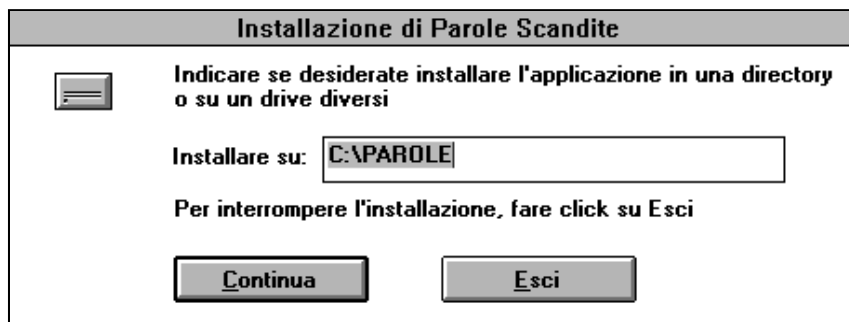 Installazione di Parole Scandite
Indicare se desiderate installare l'applicazione in una directory
o su un drive diversi
Installare su: C:\PAROLE
Per interrompere l'installazione, fare click su Esci
Continua Esci